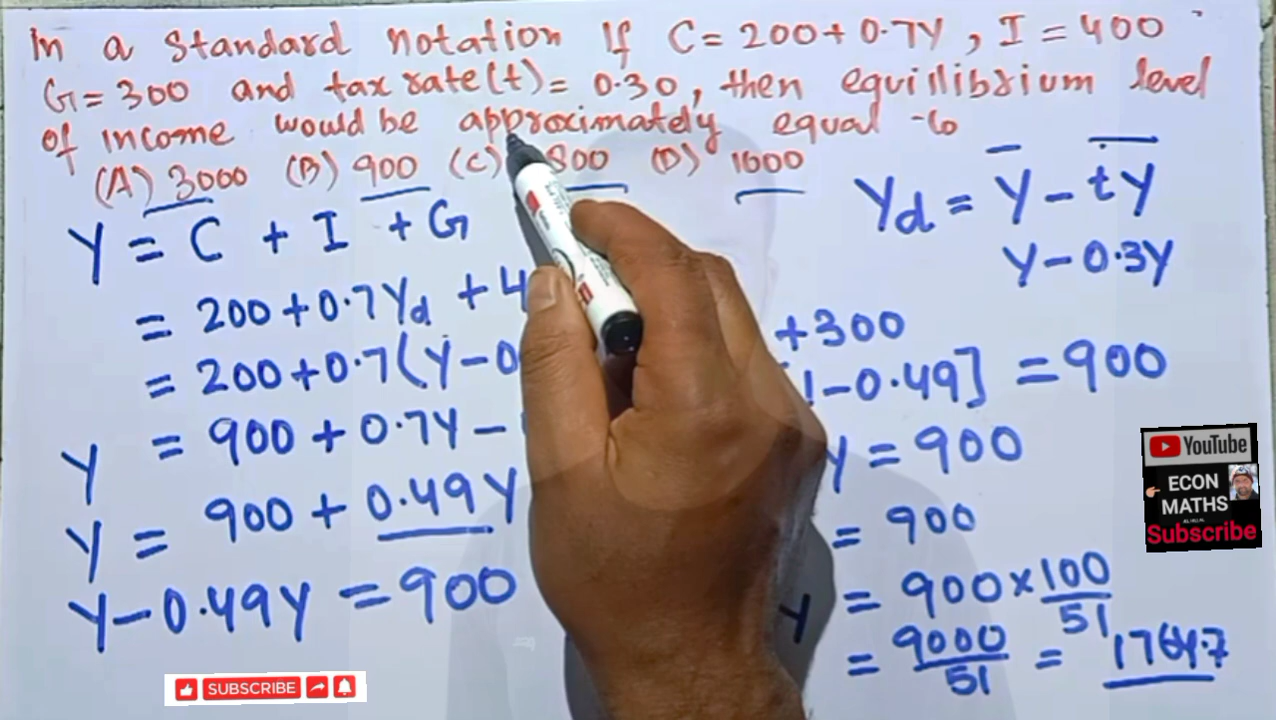 In a standard notation If C = 200 + 0.7Y , I = 400
G = 300 and tax rate(t) = 0.30, then equillibrium level
of income would be approximately equal to
(A) 3000 (B) 900 (C) 800 (D) 1000
Y = C + I + G
Yd = Y - tY
Y - 0.3Y
= 200 + 0.7Yd + 4
+ 300
= 200 + 0.7(Y - 0
1 - 0.49] = 900
Y = 900 + 0.7Y -
Y = 900
Y = 900 + 0.49Y
= 900
Y - 0.49Y = 900
Y = 900 × 100/51
= 9000/51 = 1764.7
YouTube
ECON
MATHS
Subscribe
SUBSCRIBE